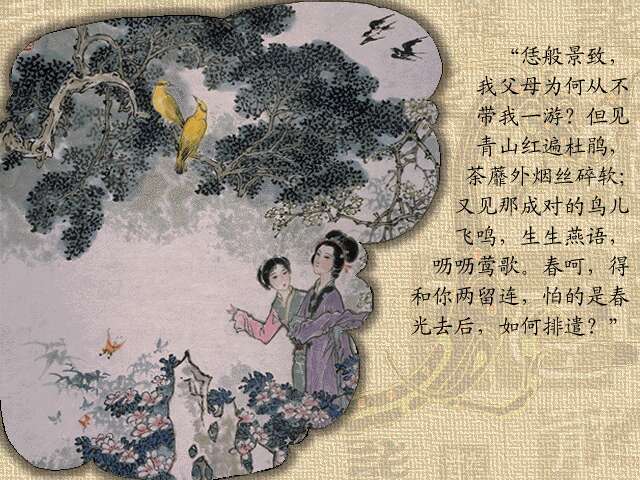 “恁般景致，
我父母为何从不
带我一游？但见
青山红遍杜鹃，
荼蘼外烟丝碎软；
又见那成对的鸟儿
飞鸣，生生燕语，
呖呖莺歌。春呵，得
和你两留连，怕的是春
光去后，如何排遣？”